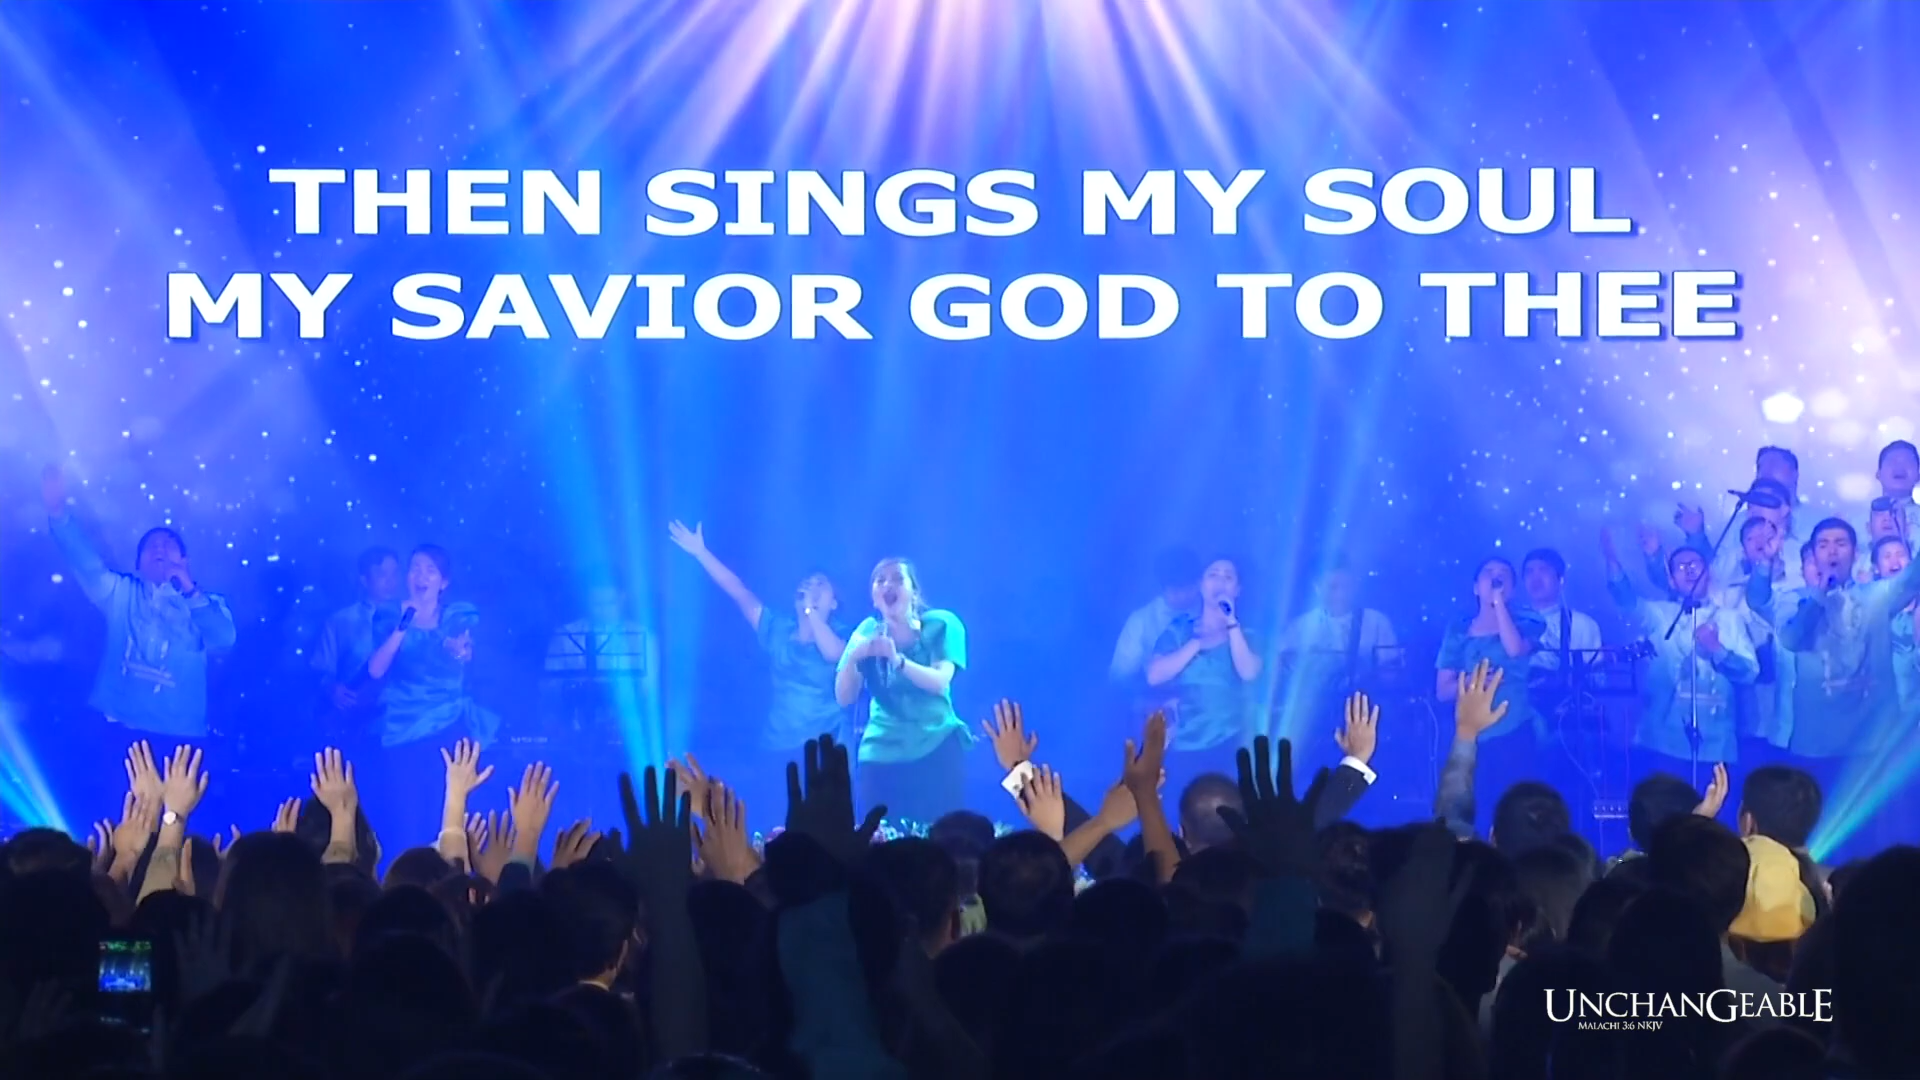 THEN SINGS MY SOUL
MY SAVIOR GOD TO THEE
UNCHANGEABLE
MALACHI 3:6 NKJV